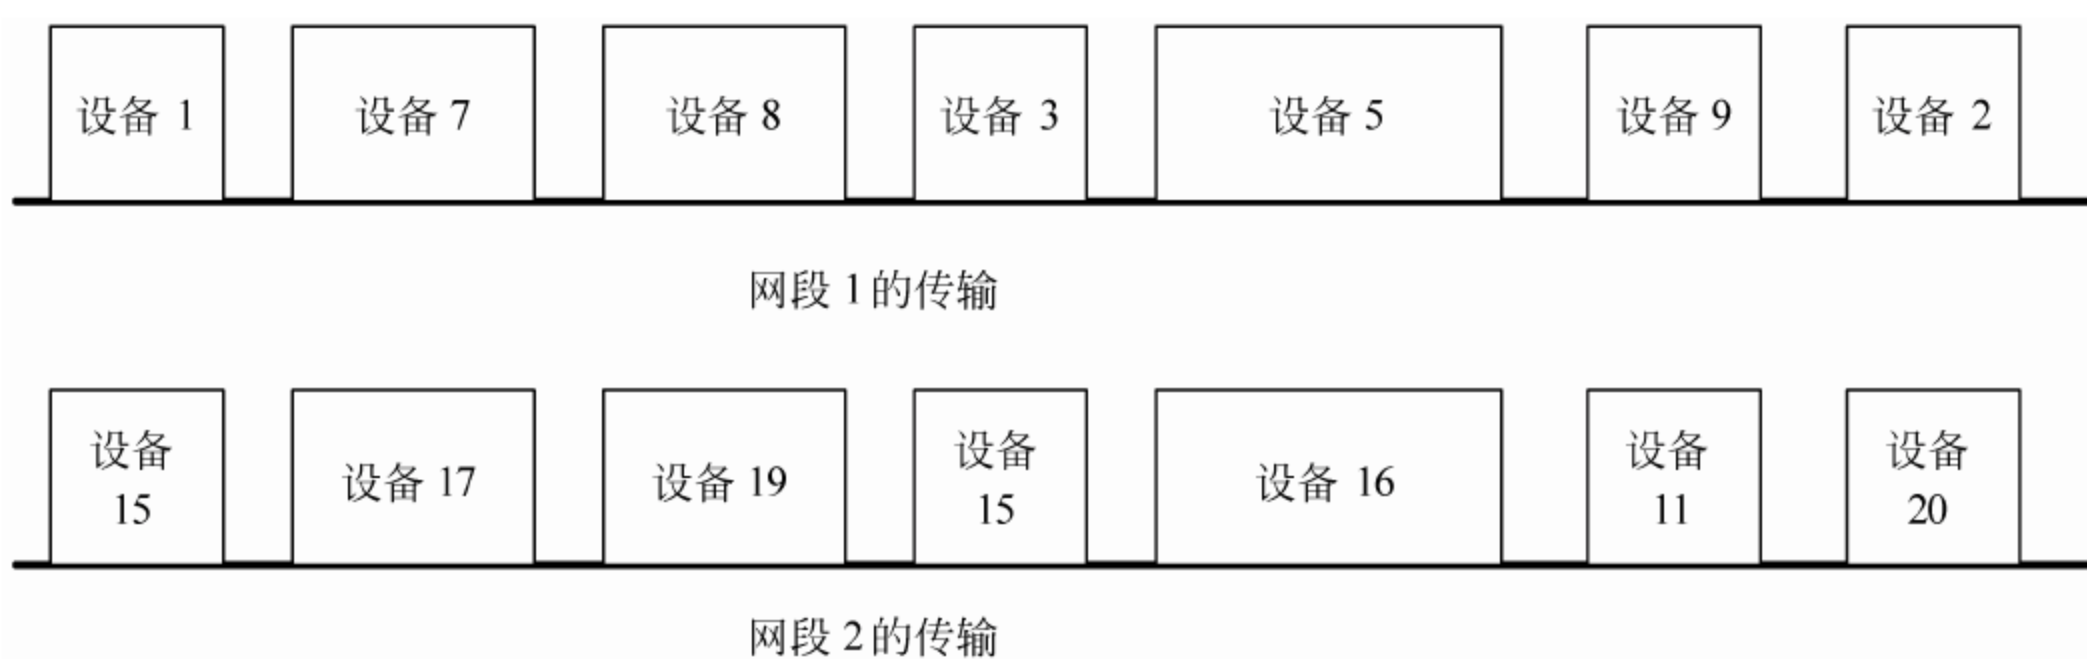 设备 1
设备 7
设备 8
设备 3
设备 5
设备 9
设备 2
网段 1 的传输
设备
15
设备 17
设备 19
设备
15
设备 16
设备
11
设备
20
网段 2 的传输